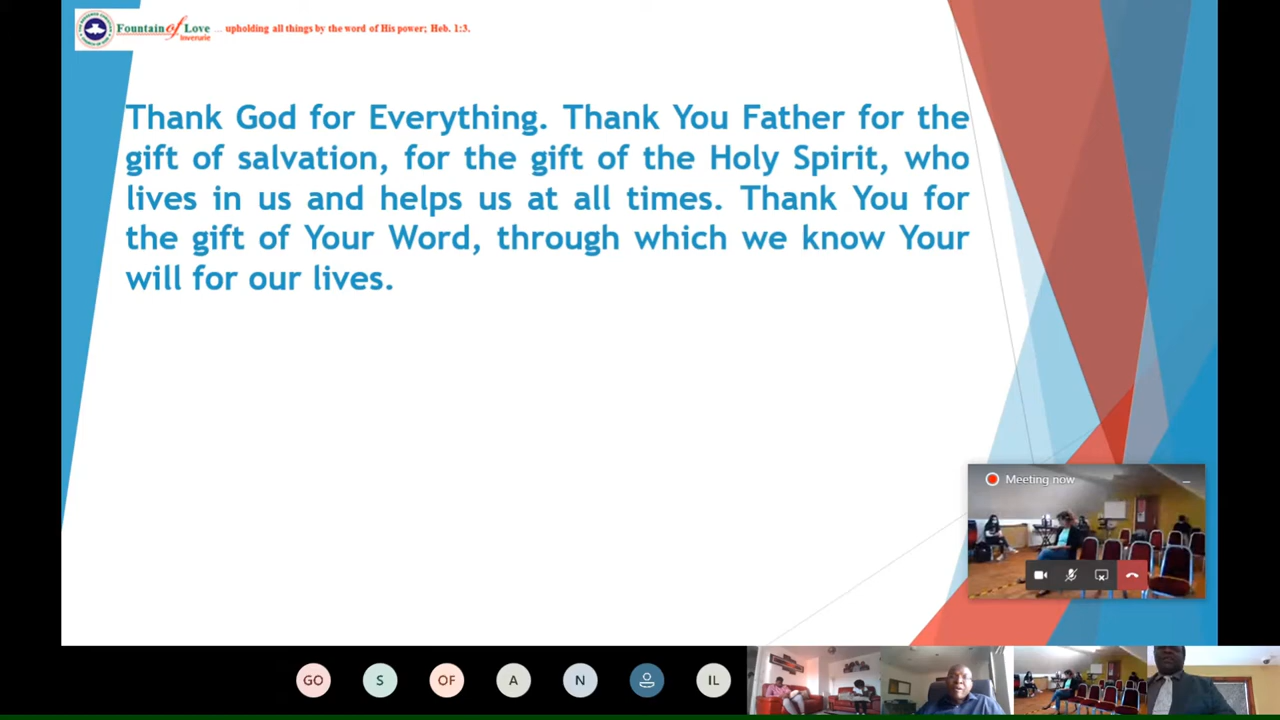 Fountain of Love ... upholding all things by the word of His power; Heb. 1:3.
Inverurie
Thank God for Everything. Thank You Father for the
gift of salvation, for the gift of the Holy Spirit, who
lives in us and helps us at all times. Thank You for
the gift of Your Word, through which we know Your
will for our lives.
Meeting now
GO S OF A N IL